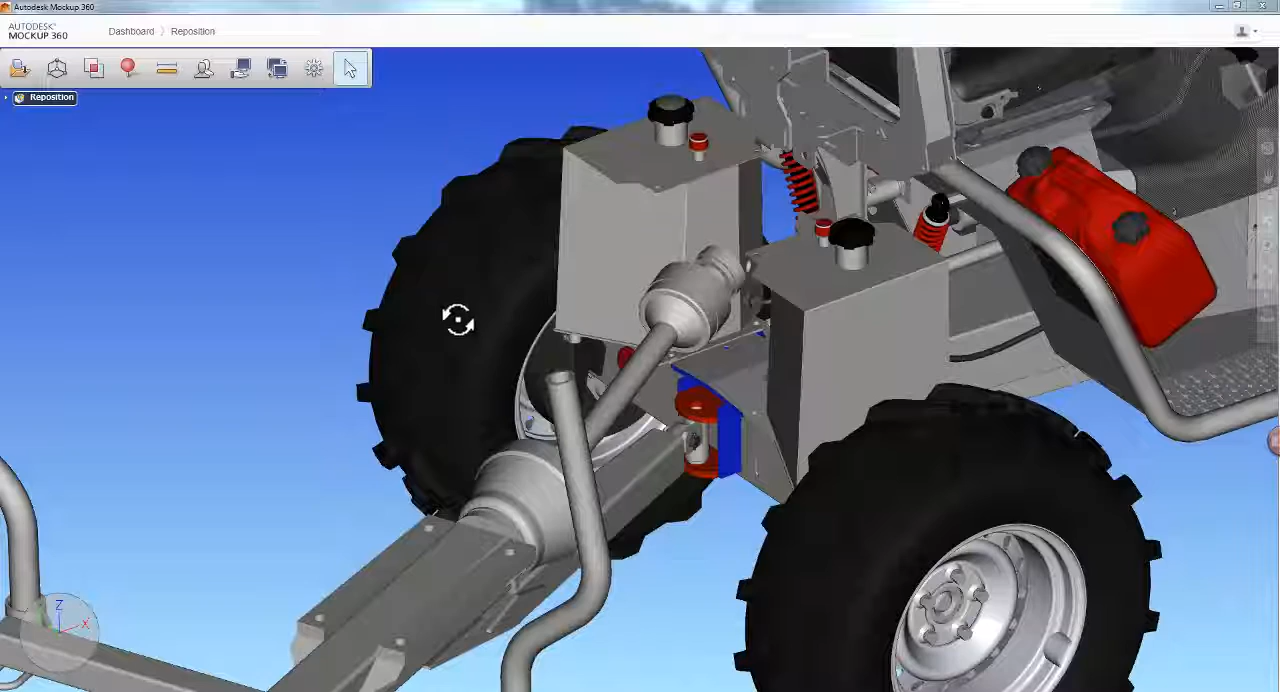 Autodesk Mockup 360
AUTODESK®
MOCKUP 360
Dashboard
Reposition
Reposition
Z
X